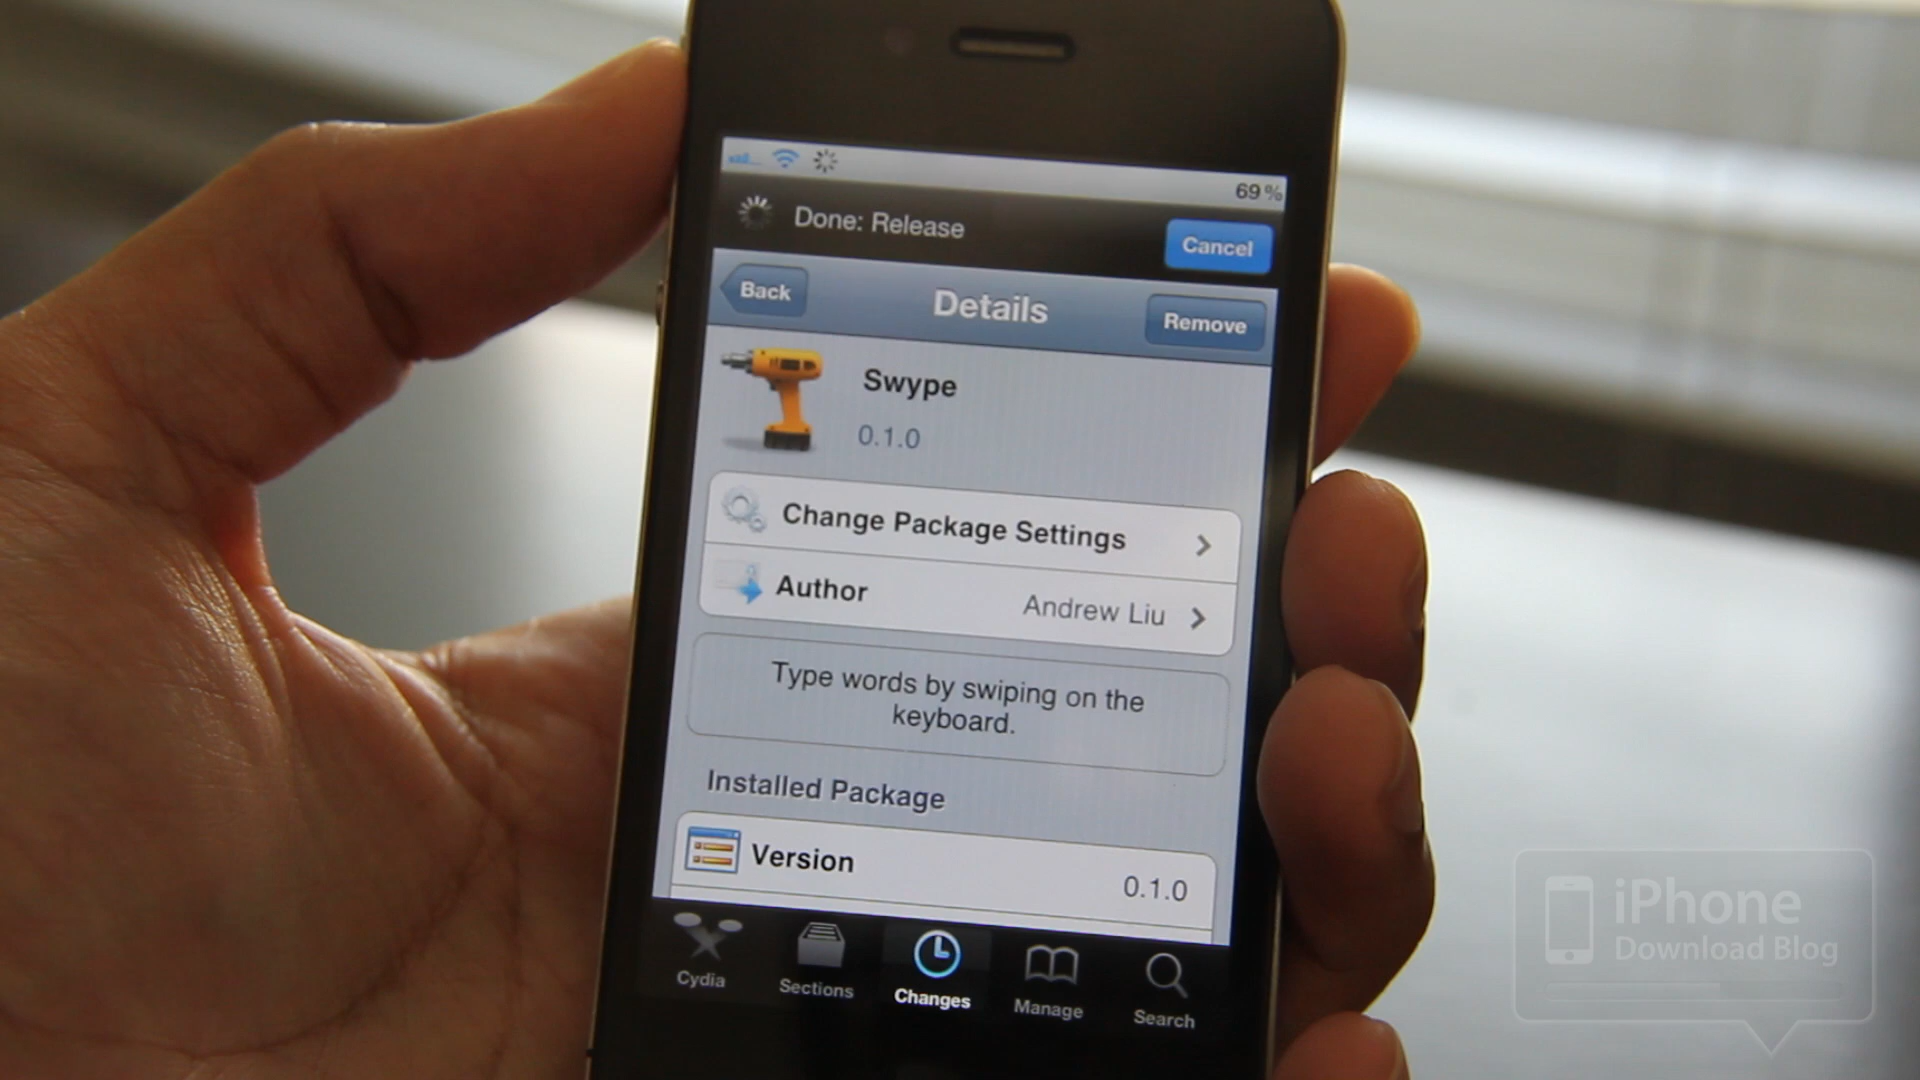 69 %
Done: Release
Cancel
Back
Details
Remove
Swype
0.1.0
Change Package Settings
Author
Andrew Liu
Type words by swiping on the
keyboard.
Installed Package
Version
0.1.0
Cydia
Sections
Changes
Manage
Search
iPhone
Download Blog